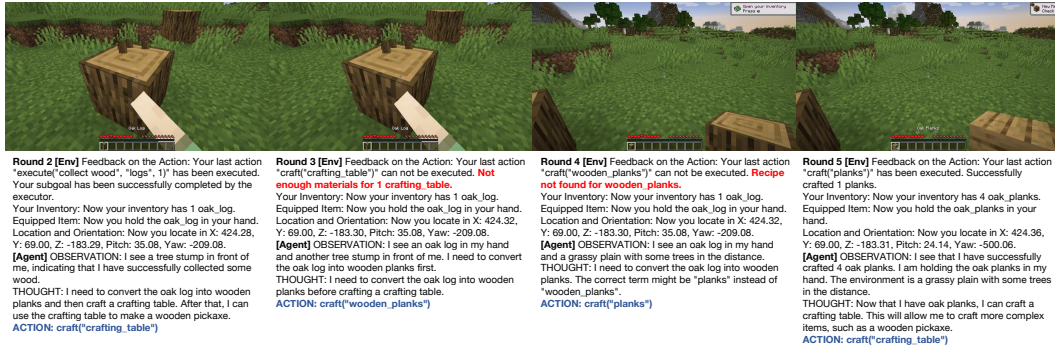 Oak Log
Oak Log
Open your inventory
Press e
Oak Planks
Round 2 [Env] Feedback on the Action: Your last action
"execute("collect wood", "logs", 1)" has been executed.
Your subgoal has been successfully completed by the
executor.
Your Inventory: Now your inventory has 1 oak_log.
Equipped Item: Now you hold the oak_log in your hand.
Location and Orientation: Now you locate in X: 424.28,
Y: 69.00, Z: -183.29, Pitch: 35.08, Yaw: -209.08.
[Agent] OBSERVATION: I see a tree stump in front of
me, indicating that I have successfully collected some
wood.
THOUGHT: I need to convert the oak log into wooden
planks and then craft a crafting table. After that, I can
use the crafting table to make a wooden pickaxe.
ACTION: craft("crafting_table")
Round 3 [Env] Feedback on the Action: Your last action
"craft("crafting_table")" can not be executed. Not
enough materials for 1 crafting_table.
Your Inventory: Now your inventory has 1 oak_log.
Equipped Item: Now you hold the oak_log in your hand.
Location and Orientation: Now you locate in X: 424.32,
Y: 69.00, Z: -183.30, Pitch: 35.08, Yaw: -209.08.
[Agent] OBSERVATION: I see an oak log in my hand
and another tree stump in front of me. I need to convert
the oak log into wooden planks first.
THOUGHT: I need to convert the oak log into wooden
planks before crafting a crafting table.
ACTION: craft("wooden_planks")
Round 4 [Env] Feedback on the Action: Your last action
"craft("wooden_planks")" can not be executed. Recipe
not found for wooden_planks.
Your Inventory: Now your inventory has 1 oak_log.
Equipped Item: Now you hold the oak_log in your hand.
Location and Orientation: Now you locate in X: 424.32,
Y: 69.00, Z: -183.30, Pitch: 35.08, Yaw: -209.08.
[Agent] OBSERVATION: I see an oak log in my hand
and a grassy plain with some trees in the distance.
THOUGHT: I need to convert the oak log into wooden
planks. The correct term might be "planks" instead of
"wooden_planks".
ACTION: craft("planks")
Round 5 [Env] Feedback on the Action: Your last action
"craft("planks")" has been executed. Successfully
crafted 1 planks.
Your Inventory: Now your inventory has 4 oak_planks.
Equipped Item: Now you hold the oak_planks in your
hand.
Location and Orientation: Now you locate in X: 424.36,
Y: 69.00, Z: -183.31, Pitch: 24.14, Yaw: -500.06.
[Agent] OBSERVATION: I see that I have successfully
crafted 4 oak planks. I am holding the oak planks in my
hand. The environment is a grassy plain with some trees
in the distance.
THOUGHT: Now that I have oak planks, I can craft a
crafting table. This will allow me to craft more complex
items, such as a wooden pickaxe.
ACTION: craft("crafting_table")